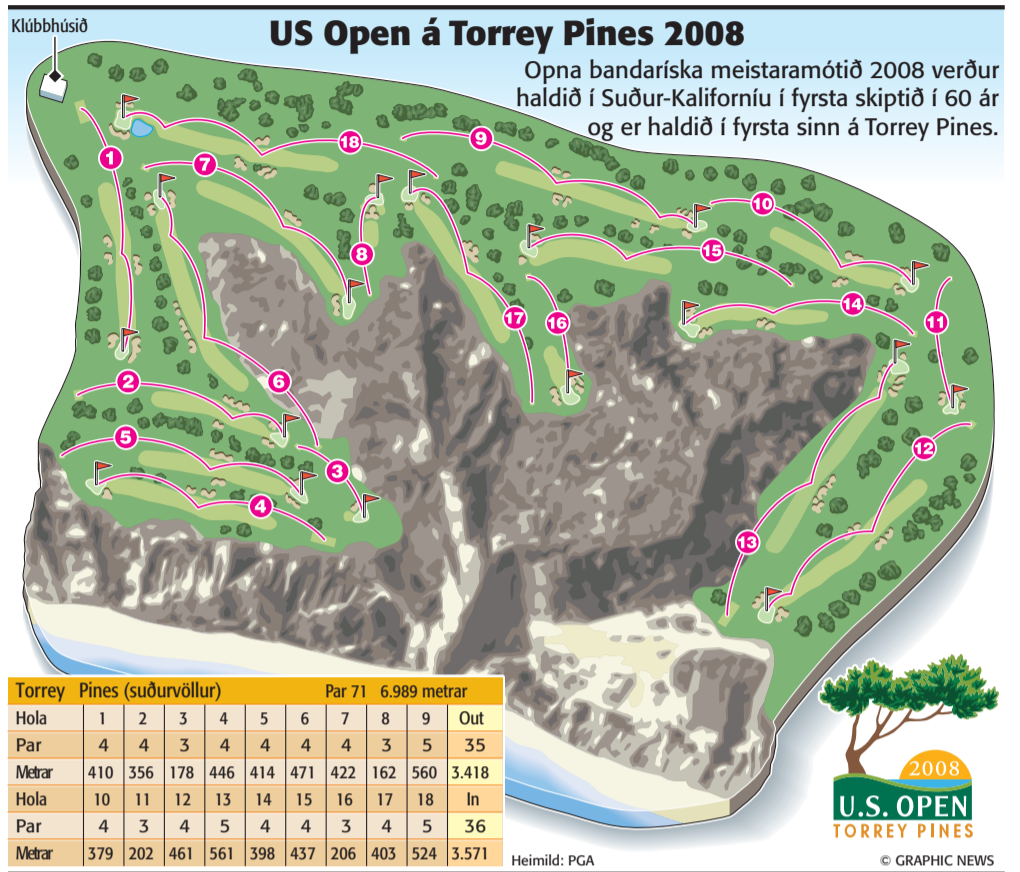 Klúbbhúsið
US Open á Torrey Pines 2008
Opna bandaríska meistaramótið 2008 verður
haldið í Suður-Kaliforníu í fyrsta skiptið í 60 ár
og er haldið í fyrsta sinn á Torrey Pines.
1
7
18
9
10
8
15
14
11
17
16
2
6
5
3
4
12
13
Torrey Pines (suðurvöllur) Par 71 6.989 metrar
Hola 1 2 3 4 5 6 7 8 9 Out
Par 4 4 3 4 4 4 4 3 5 35
Metrar 410 356 178 446 414 471 422 162 560 3.418
Hola 10 11 12 13 14 15 16 17 18 In
Par 4 3 4 5 4 4 3 4 5 36
Metrar 379 202 461 561 398 437 206 403 524 3.571
Heimild: PGA
2008
U.S. OPEN
TORREY PINES
© GRAPHIC NEWS